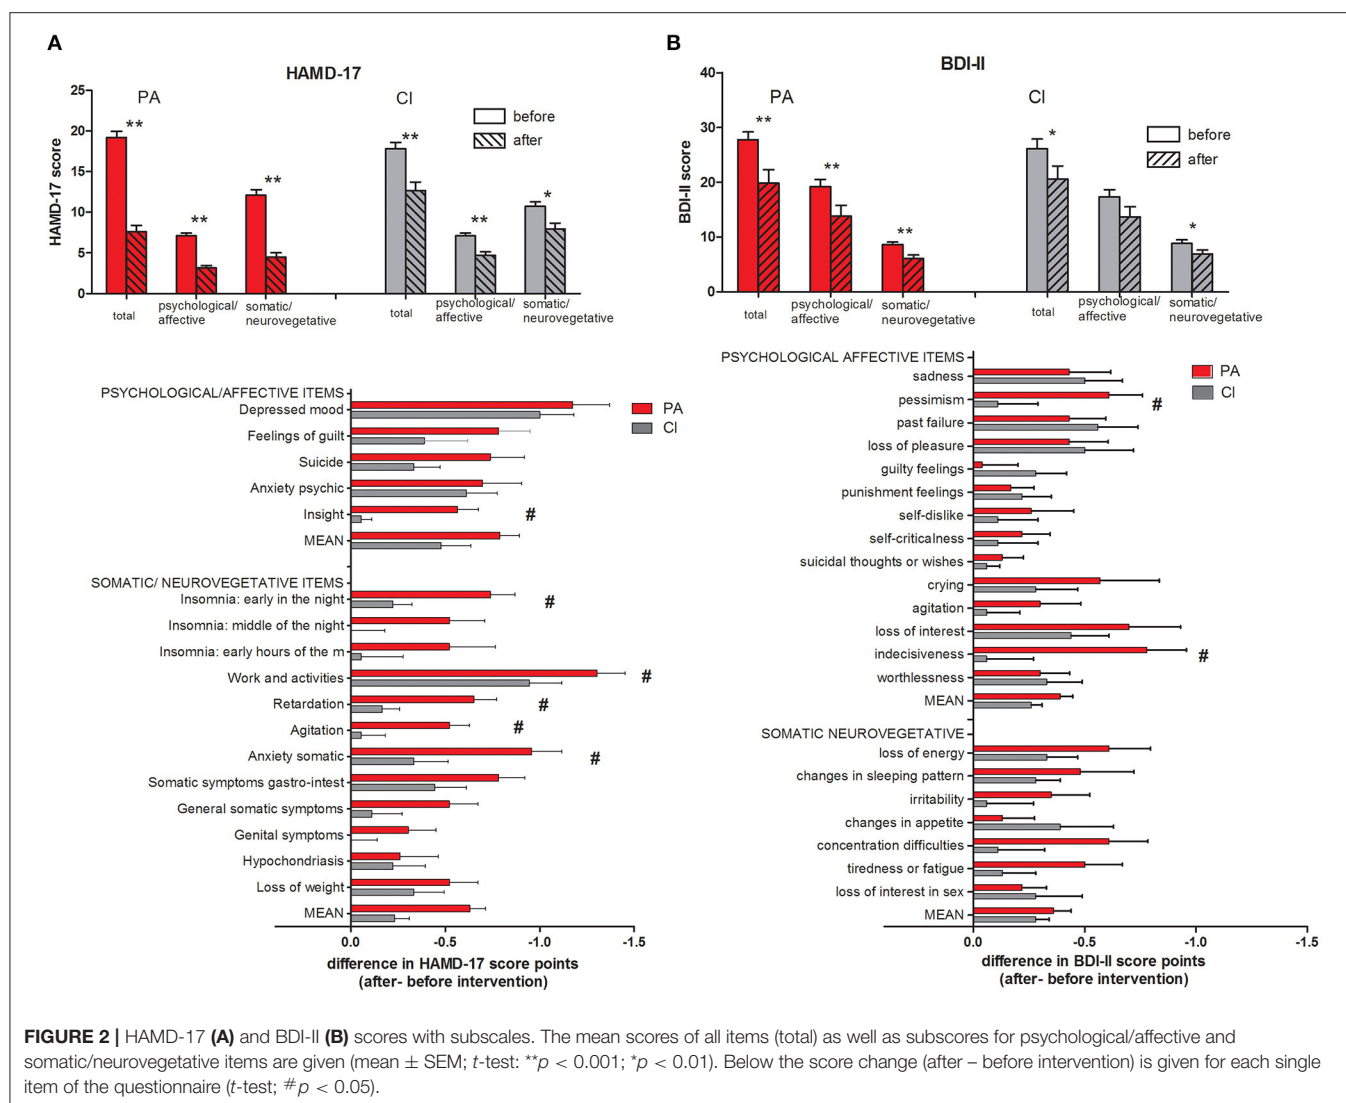 A
HAMD-17
PA
CI
25
20
15
10
5
0
HAMD-17 score
**
**
**
**
**
*
before
after
total
psychological/
affective
somatic/
neurovegetative
total
psychological/
affective
somatic/
neurovegetative
PSYCHOLOGICAL/AFFECTIVE ITEMS
Depressed mood
Feelings of guilt
Suicide
Anxiety psychic
Insight
#
MEAN
PA
CI
SOMATIC/ NEUROVEGETATIVE ITEMS
Insomnia: early in the night
#
Insomnia: middle of the night
Insomnia: early hours of the m
Work and activities
#
Retardation
#
Agitation
#
Anxiety somatic
#
Somatic symptoms gastro-intest
General somatic symptoms
Genital symptoms
Hypochondriasis
Loss of weight
MEAN
0.0 -0.5 -1.0 -1.5
difference in HAMD-17 score points
(after- before intervention)
B
BDI-II
PA
CI
40
30
20
10
0
BDI-II score
**
**
**
*
*
before
after
total
psychological/
affective
somatic/
neurovegetative
total
psychological/
affective
somatic/
neurovegetative
PSYCHOLOGICAL AFFECTIVE ITEMS
sadness
pessimism
#
past failure
loss of pleasure
guilty feelings
punishment feelings
self-dislike
self-criticalness
suicidal thoughts or wishes
crying
agitation
loss of interest
indecisiveness
#
worthlessness
MEAN
PA
CI
SOMATIC NEUROVEGETATIVE
loss of energy
changes in sleeping pattern
irritability
changes in appetite
concentration difficulties
tiredness or fatigue
loss of interest in sex
MEAN
0.0 -0.5 -1.0 -1.5
difference in BDI-II score points
(after- before intervention)
FIGURE 2 | HAMD-17 (A) and BDI-II (B) scores with subscales. The mean scores of all items (total) as well as subscores for psychological/affective and
somatic/neurovegetative items are given (mean ± SEM; t-test: **p < 0.001; *p < 0.01). Below the score change (after – before intervention) is given for each single
item of the questionnaire (t-test; #p < 0.05).